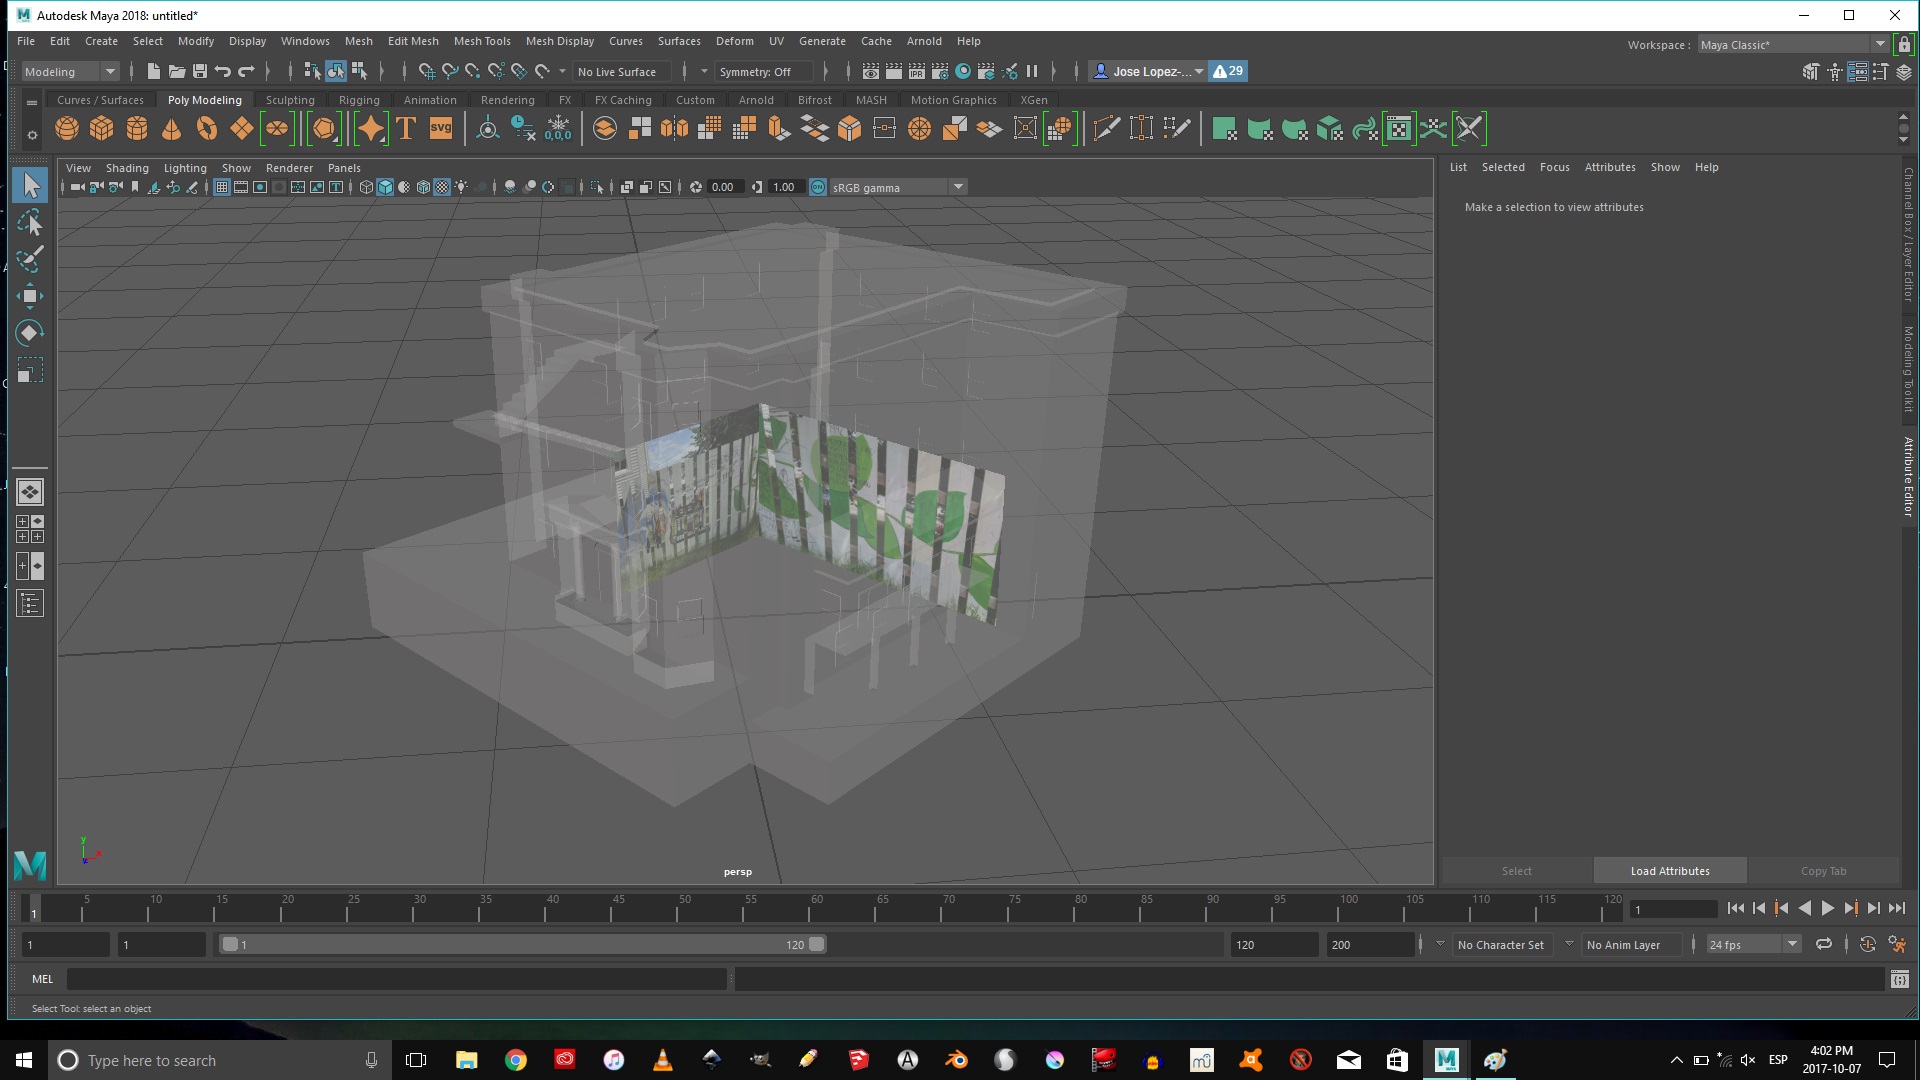 Autodesk Maya 2018: untitled*
File Edit Create Select Modify Display Windows Mesh Edit Mesh Mesh Tools Mesh Display Curves Surfaces Deform UV Generate Cache Arnold Help
Workspace : Maya Classic*
Modeling No Live Surface Symmetry: Off IPR Jose Lopez-... 29
Curves / Surfaces Poly Modeling Sculpting Rigging Animation Rendering FX FX Caching Custom Arnold Bifrost MASH Motion Graphics XGen
T SVG 0,0,0
View Shading Lighting Show Renderer Panels
0.00 1.00 ON sRGB gamma
List Selected Focus Attributes Show Help
Make a selection to view attributes
Channel Box / Layer Editor
Modeling Toolkit
Attribute Editor
y
x
z
persp
Select Load Attributes Copy Tab
1 5 10 15 20 25 30 35 40 45 50 55 60 65 70 75 80 85 90 95 100 105 110 115 120 1
1 1 1 120 120 200 No Character Set No Anim Layer 24 fps
MEL
Select Tool: select an object
Type here to search
ESP
4:02 PM
2017-10-07